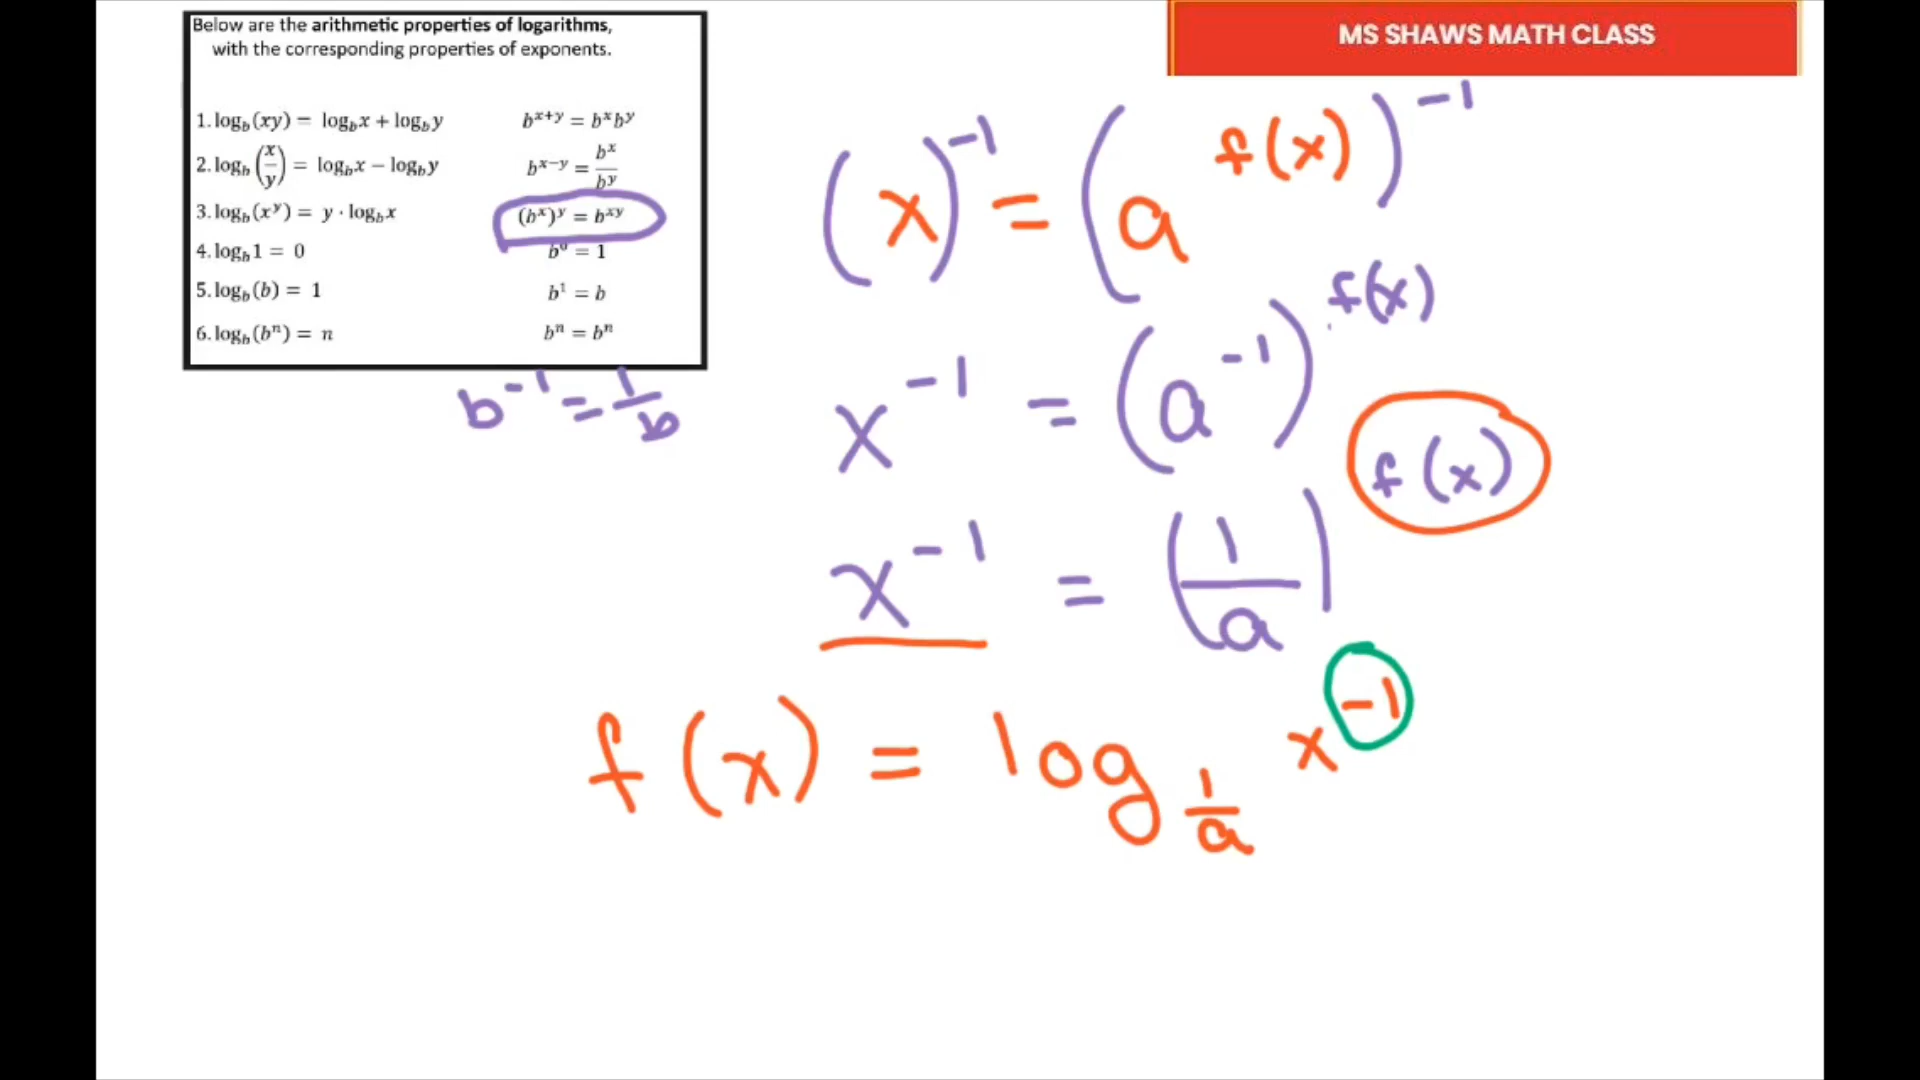 Below are the arithmetic properties of logarithms,
with the corresponding properties of exponents.
1. log_b(xy) = log_b x + log_b y    b^{x+y} = b^x b^y
2. log_b(x/y) = log_b x − log_b y    b^{x−y} = b^x/b^y
3. log_b(x^y) = y · log_b x    (b^x)^y = b^{xy}
4. log_b 1 = 0    b^0 = 1
5. log_b(b) = 1    b^1 = b
6. log_b(b^n) = n    b^n = b^n
b^{-1} = 1/b
MS SHAWS MATH CLASS
(x)^{-1} = (a^{f(x)})^{-1}
x^{-1} = (a^{-1})^{f(x)}
x^{-1} = (1/a)^{f(x)}
f(x) = log_{1/a} x^{-1}